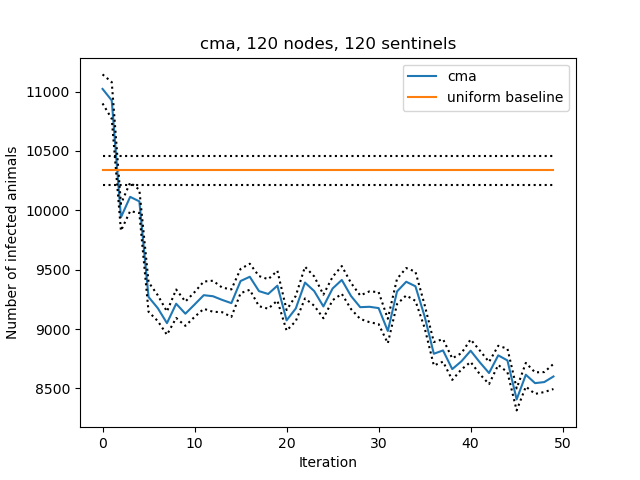 cma, 120 nodes, 120 sentinels
cma
uniform baseline
Number of infected animals
11000
10500
10000
9500
9000
8500
0 10 20 30 40 50
Iteration